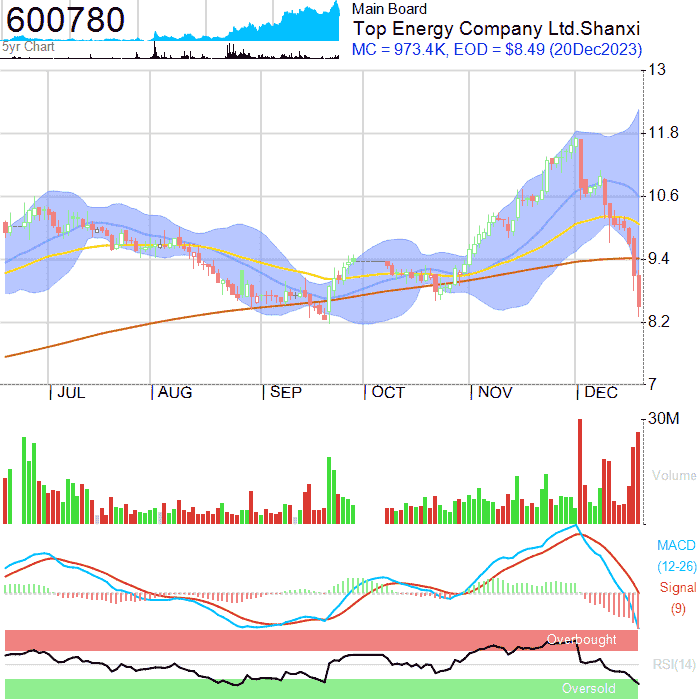 600780
5yr Chart
Main Board
Top Energy Company Ltd.Shanxi
MC = 973.4K, EOD = $8.49 (20Dec2023)
13
11.8
10.6
9.4
8.2
7
JUL
AUG
SEP
OCT
NOV
DEC
30M
Volume
MACD
(12-26)
Signal
(9)
Overbought
RSI(14)
Oversold